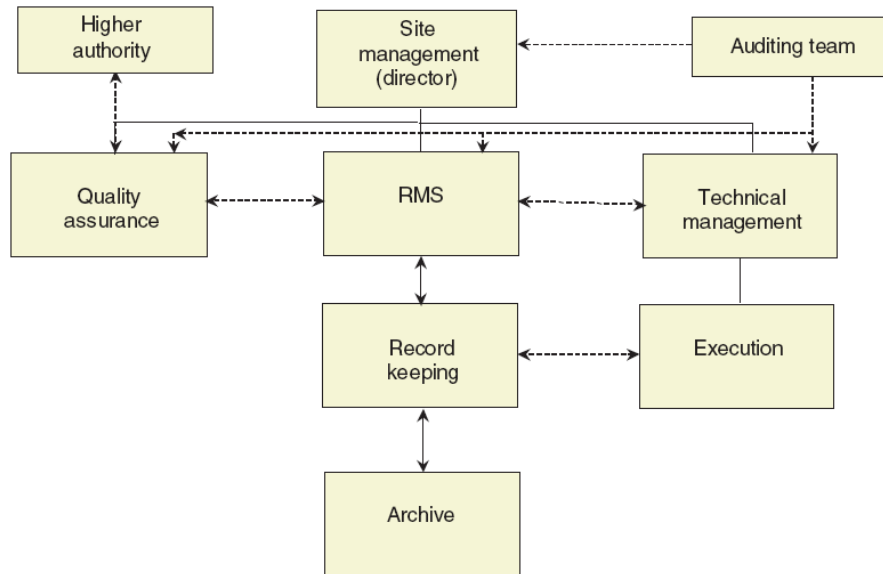 Higher
authority
Site
management
(director)
Auditing team
Quality
assurance
RMS
Technical
management
Record
keeping
Execution
Archive